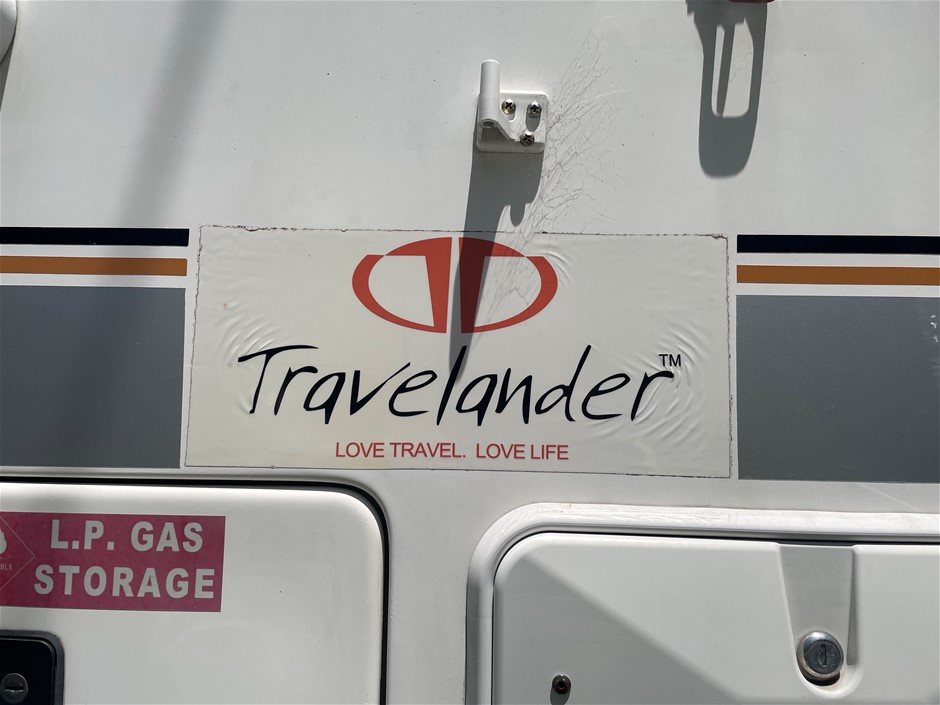 Travelander™
LOVE TRAVEL. LOVE LIFE
L.P. GAS
STORAGE